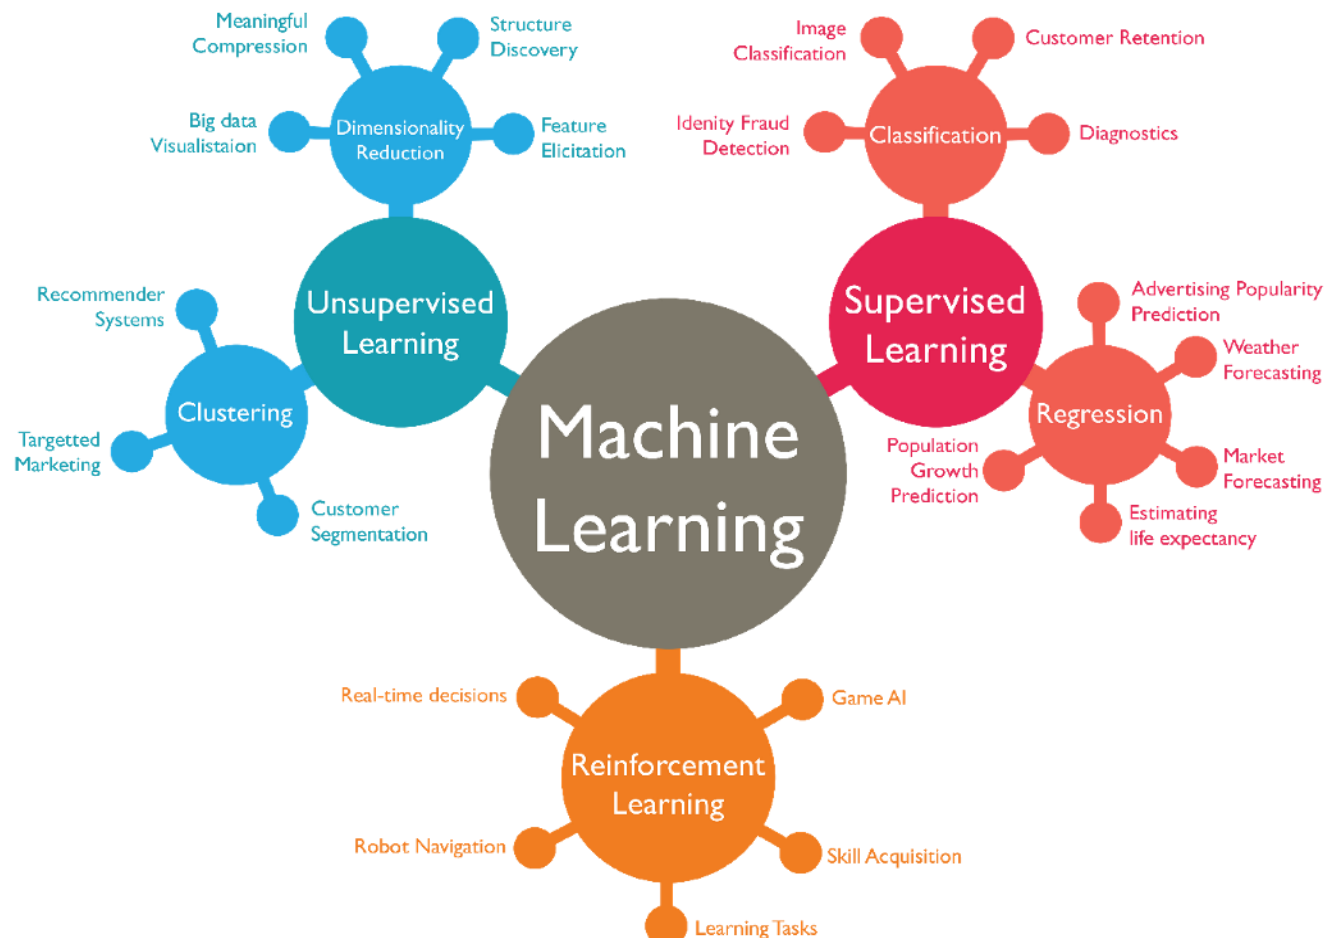 Meaningful
Compression
Structure
Discovery
Big data
Visualistaion
Dimensionality
Reduction
Feature
Elicitation
Image
Classification
Customer Retention
Idenity Fraud
Detection
Classification
Diagnostics
Unsupervised
Learning
Recommender
Systems
Clustering
Targetted
Marketing
Customer
Segmentation
Machine
Learning
Supervised
Learning
Advertising Popularity
Prediction
Weather
Forecasting
Regression
Population
Growth
Prediction
Market
Forecasting
Estimating
life expectancy
Real-time decisions
Game AI
Reinforcement
Learning
Robot Navigation
Skill Acquisition
Learning Tasks